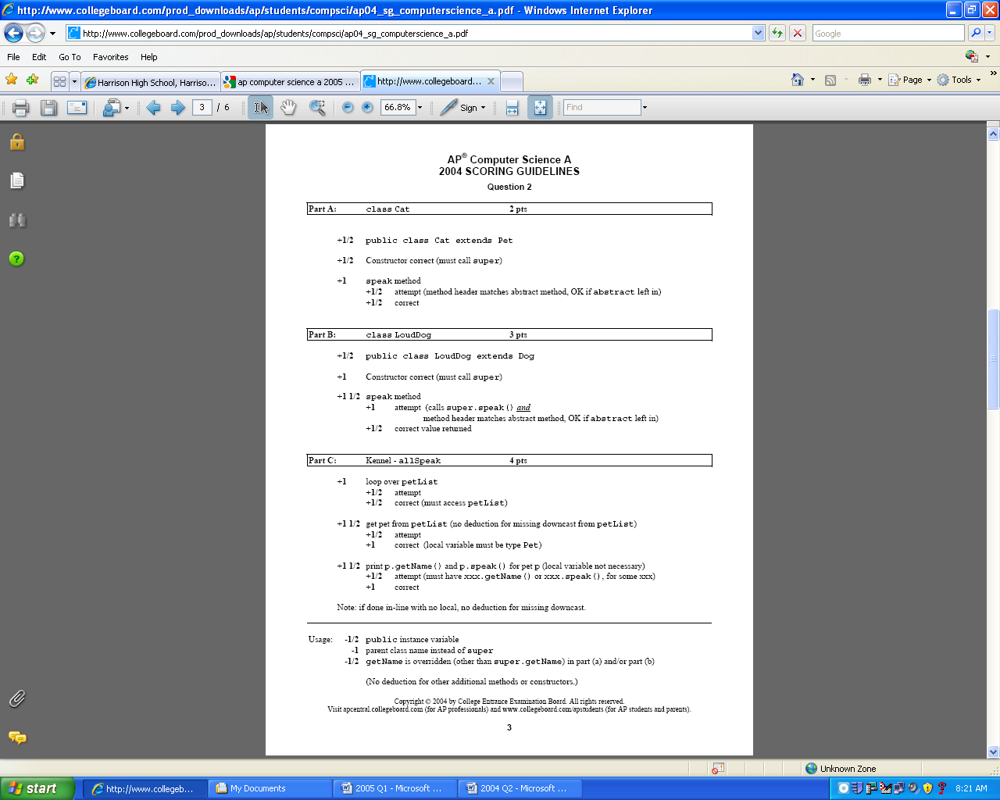 http://www.collegeboard.com/prod_downloads/ap/students/compsci/ap04_sg_computerscience_a.pdf - Windows Internet Explorer
http://www.collegeboard.com/prod_downloads/ap/students/compsci/ap04_sg_computerscience_a.pdf
Google
File Edit Go To Favorites Help
Harrison High School, Harriso... ap computer science a 2005 ... http://www.collegeboard... Page Tools
3 / 6 66.8% Sign Find
AP® Computer Science A
2004 SCORING GUIDELINES
Question 2
Part A: class Cat 2 pts
+1/2 public class Cat extends Pet
+1/2 Constructor correct (must call super)
+1 speak method
+1/2 attempt (method header matches abstract method, OK if abstract left in)
+1/2 correct
Part B: class LoudDog 3 pts
+1/2 public class LoudDog extends Dog
+1 Constructor correct (must call super)
+1 1/2 speak method
+1 attempt (calls super.speak() and
method header matches abstract method, OK if abstract left in)
+1/2 correct value returned
Part C: Kennel - allSpeak 4 pts
+1 loop over petList
+1/2 attempt
+1/2 correct (must access petList)
+1 1/2 get pet from petList (no deduction for missing downcast from petList)
+1/2 attempt
+1 correct (local variable must be type Pet)
+1 1/2 print p.getName() and p.speak() for pet p (local variable not necessary)
+1/2 attempt (must have xxx.getName() or xxx.speak(), for some xxx)
+1 correct
Note: if done in-line with no local, no deduction for missing downcast.
Usage: -1/2 public instance variable
-1 parent class name instead of super
-1/2 getName is overridden (other than super.getName) in part (a) and/or part (b)
(No deduction for other additional methods or constructors.)
Copyright © 2004 by College Entrance Examination Board. All rights reserved.
Visit apcentral.collegeboard.com (for AP professionals) and www.collegeboard.com/apstudents (for AP students and parents).
3
Unknown Zone
start http://www.collegeb... My Documents 2005 Q1 - Microsoft ... 2004 Q2 - Microsoft ... 8:21 AM